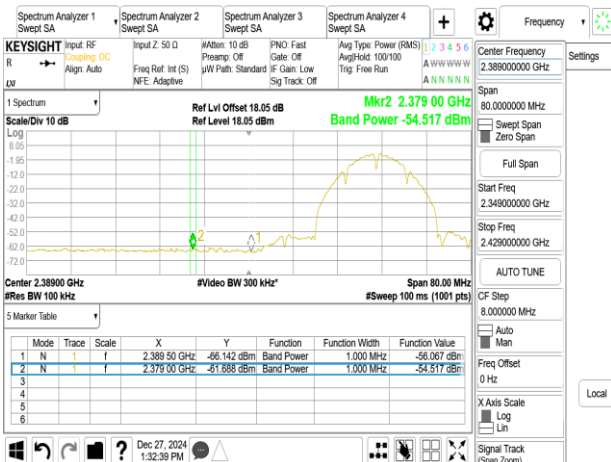 Spectrum Analyzer 1
Swept SA
Spectrum Analyzer 2
Swept SA
Spectrum Analyzer 3
Swept SA
Spectrum Analyzer 4
Swept SA
+
Frequency
KEYSIGHT
R
LXI
Input: RF
Coupling: DC
Align: Auto
Input Z: 50 Ω
Freq Ref: Int (S)
NFE: Adaptive
#Atten: 10 dB
Preamp: Off
µW Path: Standard
PNO: Fast
Gate: Off
IF Gain: Low
Sig Track: Off
Avg Type: Power (RMS)
Avg|Hold: 100/100
Trig: Free Run
1 2 3 4 5 6
A W W W W W
A N N N N N
1 Spectrum
Scale/Div 10 dB
Ref Lvl Offset 18.05 dB
Ref Level 18.05 dBm
Mkr2 2.379 00 GHz
Band Power -54.517 dBm
Log
8.05
-1.95
-12.0
-22.0
-32.0
-42.0
-52.0
-62.0
-72.0
2
1
Center 2.38900 GHz
#Res BW 100 kHz
#Video BW 300 kHz*
Span 80.00 MHz
#Sweep 100 ms (1001 pts)
5 Marker Table
Mode Trace Scale X Y Function Function Width Function Value
1 N 1 f 2.389 50 GHz -66.142 dBm Band Power 1.000 MHz -56.067 dBm
2 N 1 f 2.379 00 GHz -61.688 dBm Band Power 1.000 MHz -54.517 dBm
3
4
5
6
?
Dec 27, 2024
1:32:39 PM
Center Frequency
2.389000000 GHz
Settings
Span
80.0000000 MHz
Swept Span
Zero Span
Full Span
Start Freq
2.349000000 GHz
Stop Freq
2.429000000 GHz
AUTO TUNE
CF Step
8.000000 MHz
Auto
Man
Freq Offset
0 Hz
X Axis Scale
Log
Lin
Local
Signal Track
(Span Zoom)